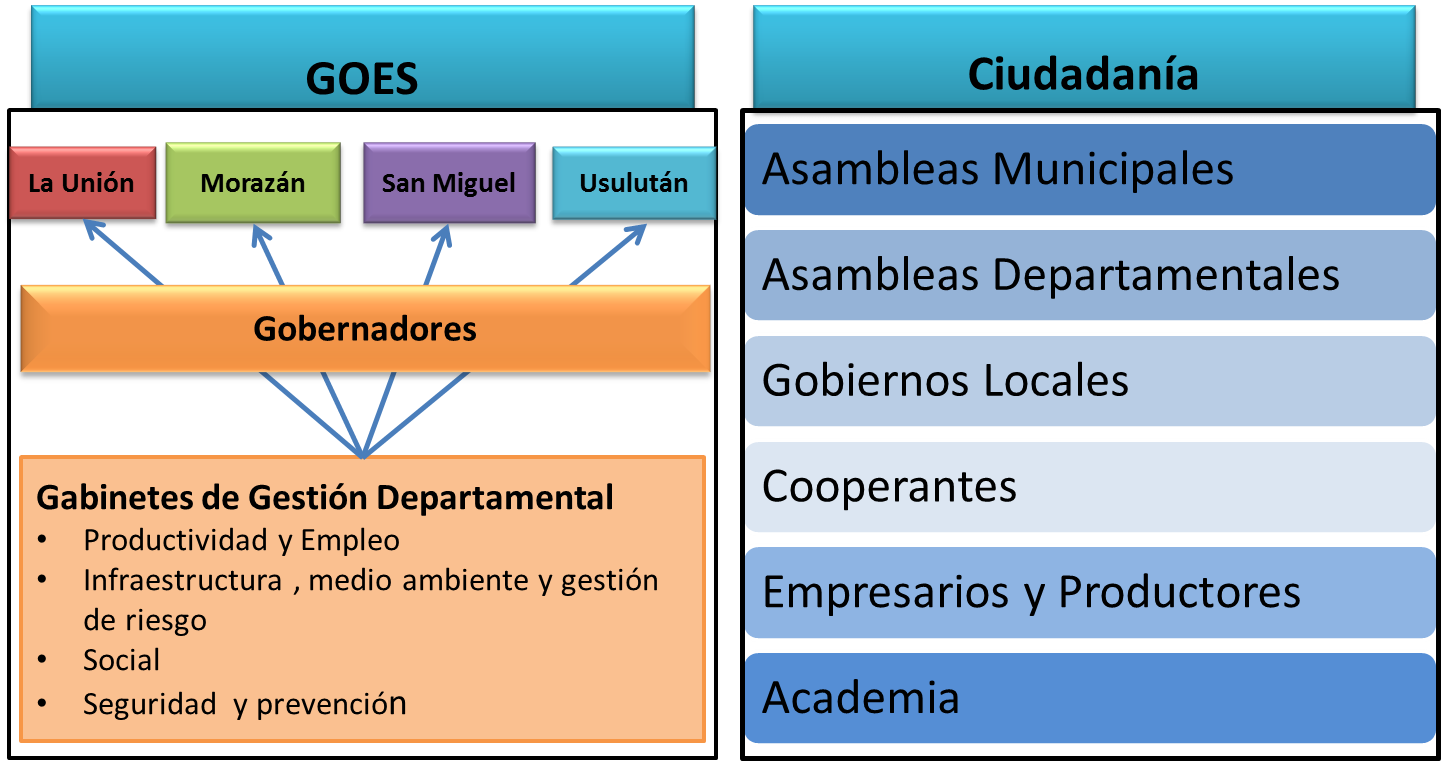 GOES
La Unión
Morazán
San Miguel
Usulután
Gobernadores
Gabinetes de Gestión Departamental
• Productividad y Empleo
• Infraestructura , medio ambiente y gestión
de riesgo
• Social
• Seguridad y prevención
Ciudadanía
Asambleas Municipales
Asambleas Departamentales
Gobiernos Locales
Cooperantes
Empresarios y Productores
Academia